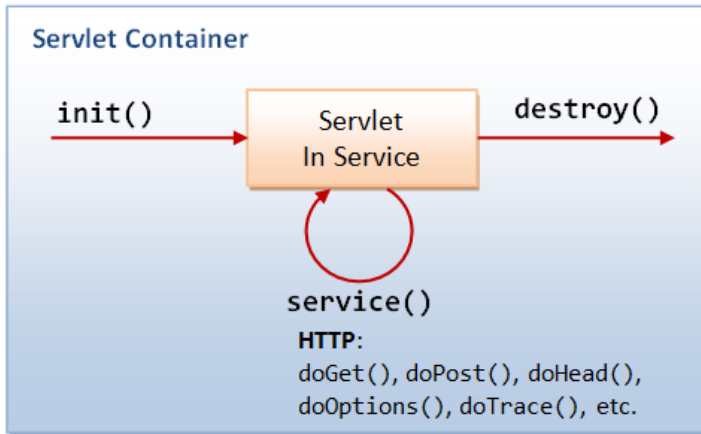 Servlet Container
init()
Servlet
In Service
destroy()
service()
HTTP:
doGet(), doPost(), doHead(),
doOptions(), doTrace(), etc.